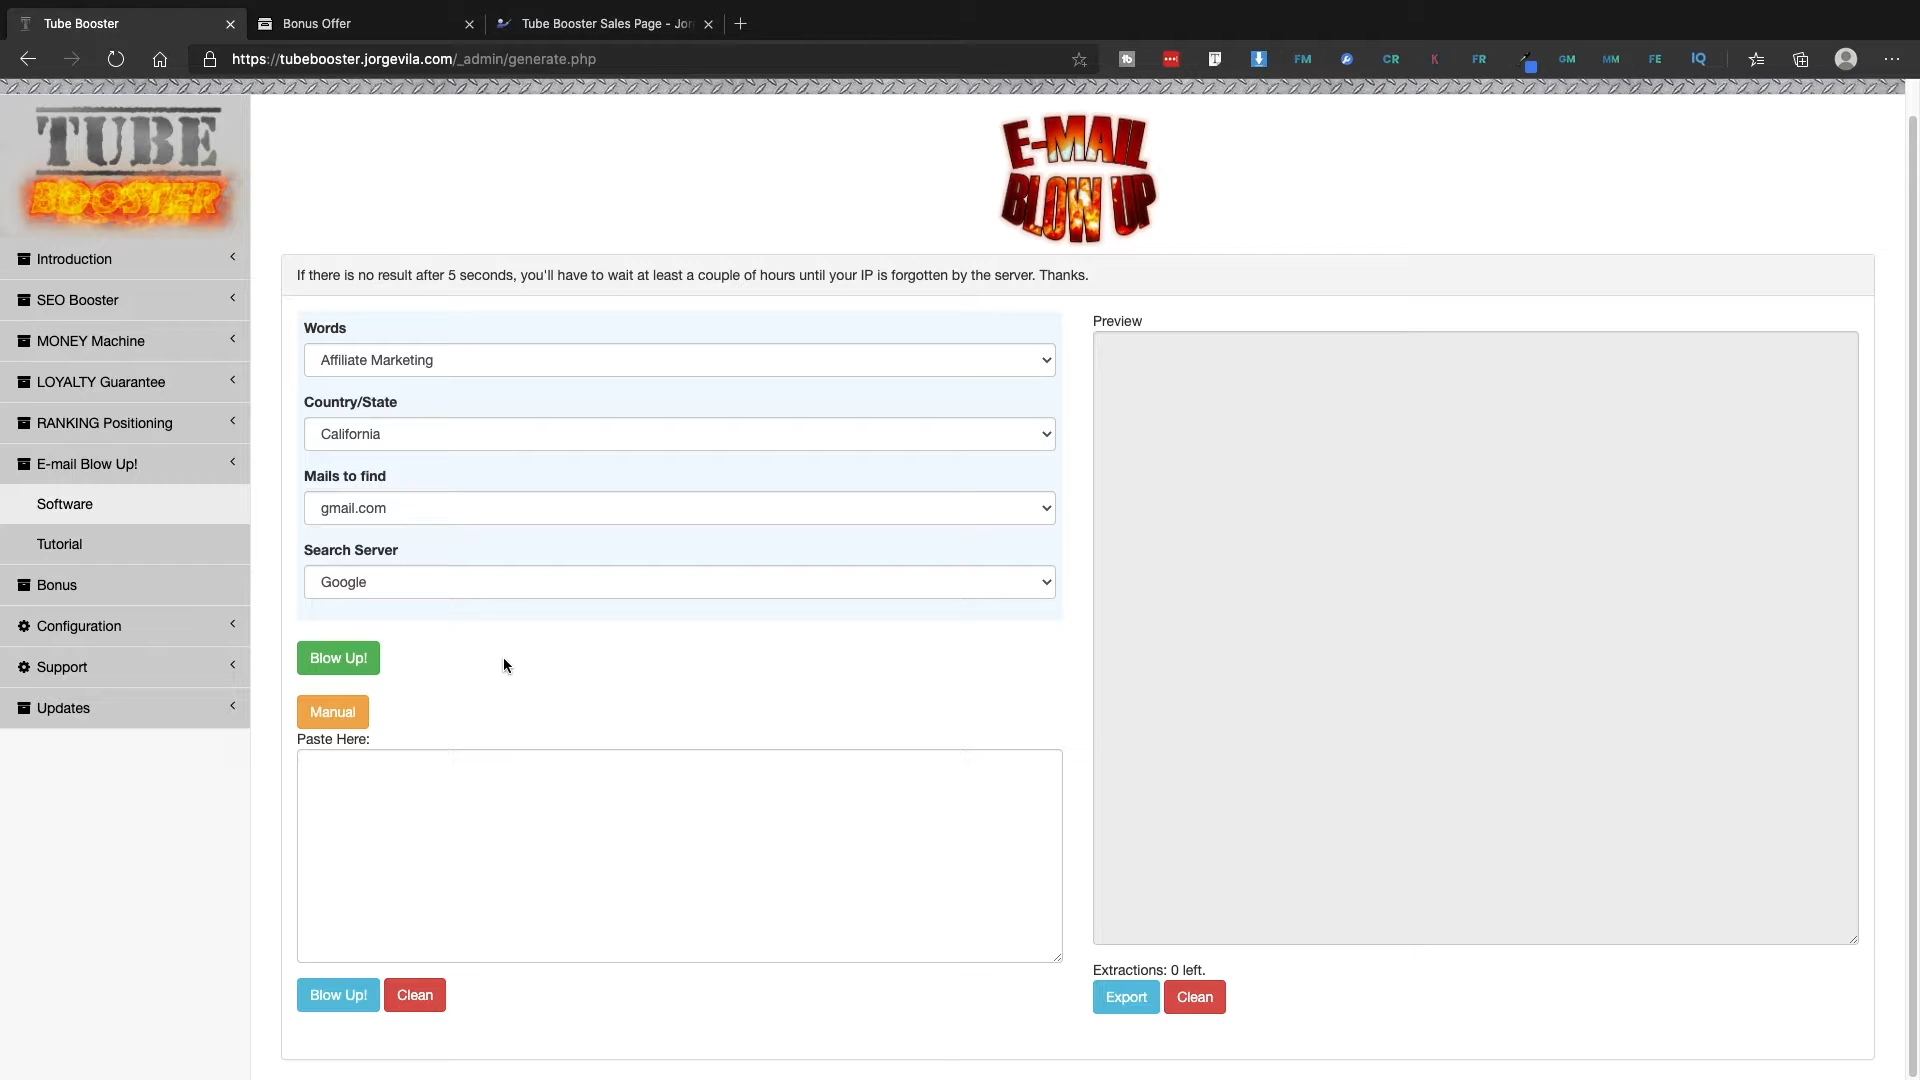 Tube Booster
Bonus Offer
Tube Booster Sales Page - Jor
https://tubebooster.jorgevila.com/_admin/generate.php
FM
CR
K
FR
GM
MM
FE
IQ
TUBE
BOOSTER
E-MAIL
BLOW UP
Introduction
SEO Booster
MONEY Machine
LOYALTY Guarantee
RANKING Positioning
E-mail Blow Up!
Software
Tutorial
Bonus
Configuration
Support
Updates
If there is no result after 5 seconds, you'll have to wait at least a couple of hours until your IP is forgotten by the server. Thanks.
Words
Affiliate Marketing
Country/State
California
Mails to find
gmail.com
Search Server
Google
Blow Up!
Manual
Paste Here:
Blow Up! Clean
Preview
Extractions: 0 left.
Export Clean